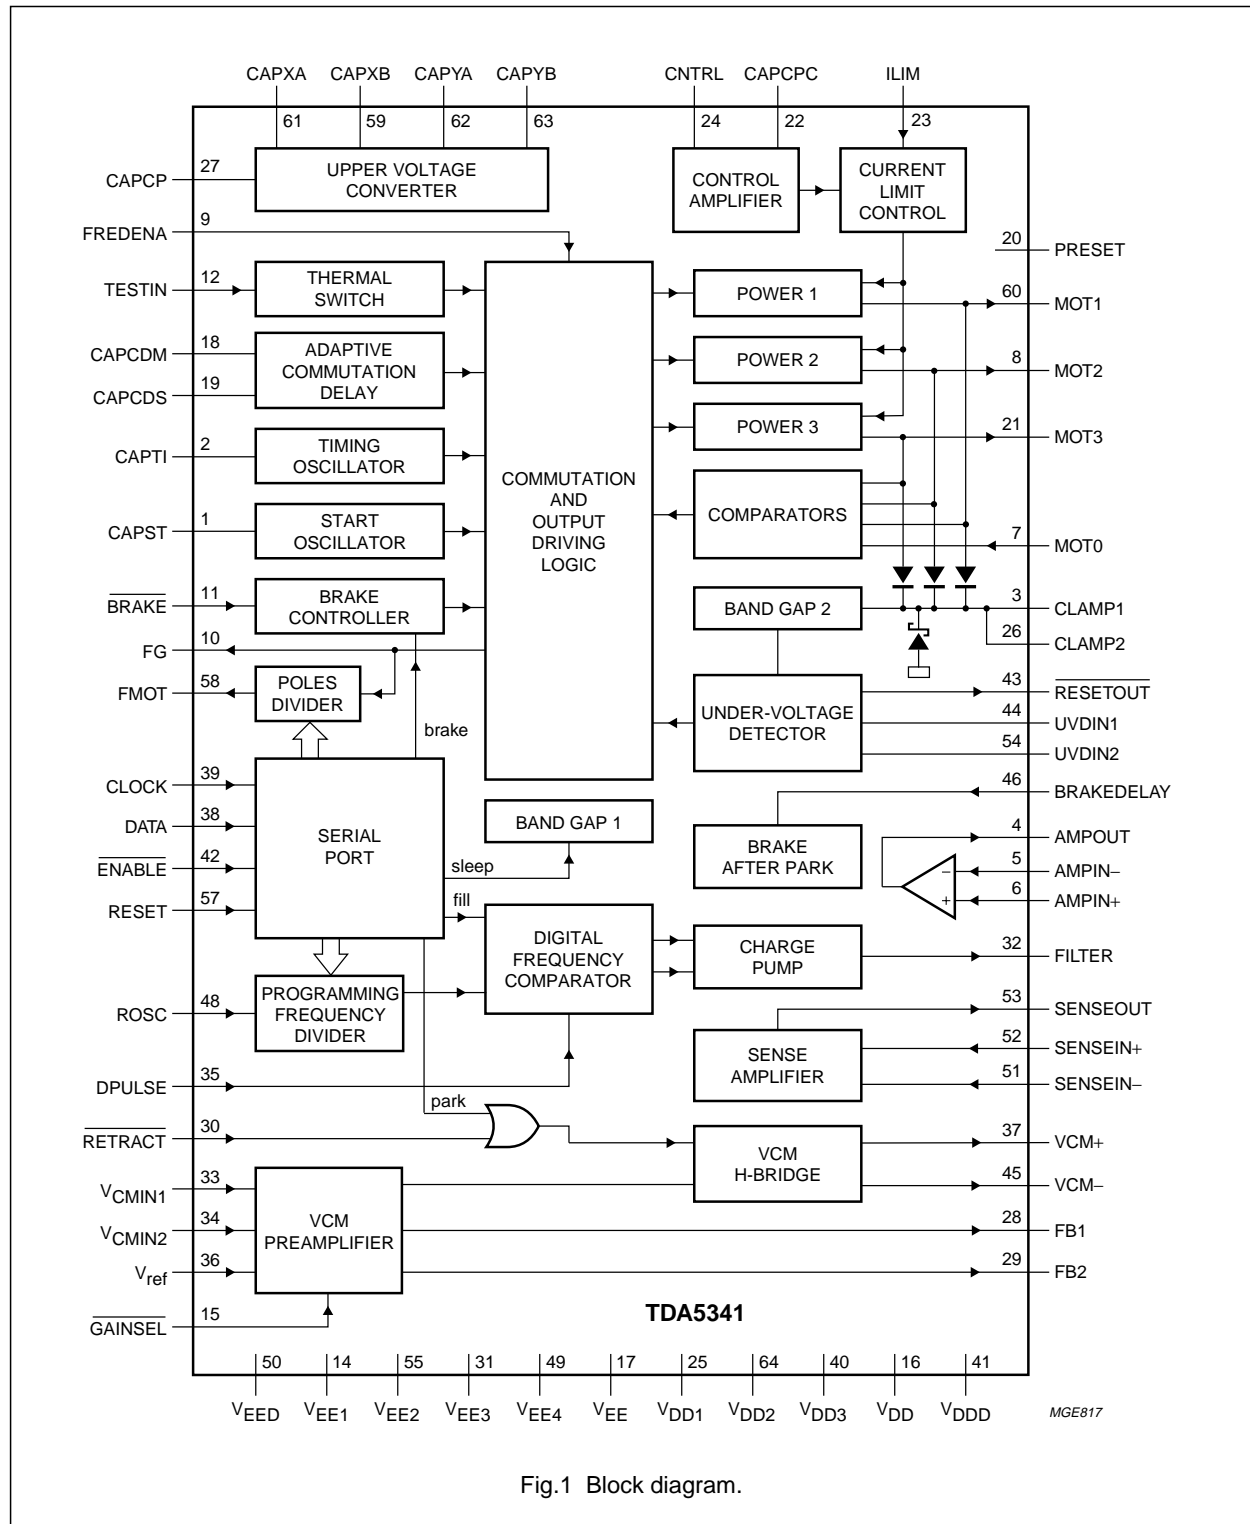 CAPXA CAPXB CAPYA CAPYB CNTRL CAPCPC ILIM
61 59 62 63 24 22 23
CAPCP 27
UPPER VOLTAGE
CONVERTER
CONTROL
AMPLIFIER
CURRENT
LIMIT
CONTROL
FREDENA 9
20 PRESET
TESTIN 12
THERMAL
SWITCH
POWER 1
60 MOT1
CAPCDM 18
CAPCDS 19
ADAPTIVE
COMMUTATION
DELAY
POWER 2
8 MOT2
POWER 3
21 MOT3
CAPTI 2
TIMING
OSCILLATOR
COMMUTATION
AND
OUTPUT
DRIVING
LOGIC
COMPARATORS
7 MOT0
CAPST 1
START
OSCILLATOR
BRAKE 11
BRAKE
CONTROLLER
BAND GAP 2
3 CLAMP1
26 CLAMP2
FG 10
FMOT 58
POLES
DIVIDER
brake
UNDER-VOLTAGE
DETECTOR
43 RESETOUT
44 UVDIN1
54 UVDIN2
CLOCK 39
DATA 38
ENABLE 42
RESET 57
SERIAL
PORT
BAND GAP 1
sleep
fill
BRAKE
AFTER PARK
46 BRAKEDELAY
4 AMPOUT
5 AMPIN−
6 AMPIN+
−
+
DIGITAL
FREQUENCY
COMPARATOR
CHARGE
PUMP
32 FILTER
ROSC 48
PROGRAMMING
FREQUENCY
DIVIDER
SENSE
AMPLIFIER
53 SENSEOUT
52 SENSEIN+
51 SENSEIN−
DPULSE 35
park
RETRACT 30
VCM
H-BRIDGE
37 VCM+
45 VCM−
VCMIN1 33
VCMIN2 34
Vref 36
VCM
PREAMPLIFIER
28 FB1
29 FB2
GAINSEL 15
TDA5341
50 14 55 31 49 17 25 64 40 16 41
VEED VEE1 VEE2 VEE3 VEE4 VEE VDD1 VDD2 VDD3 VDD VDDD
MGE817
Fig.1 Block diagram.